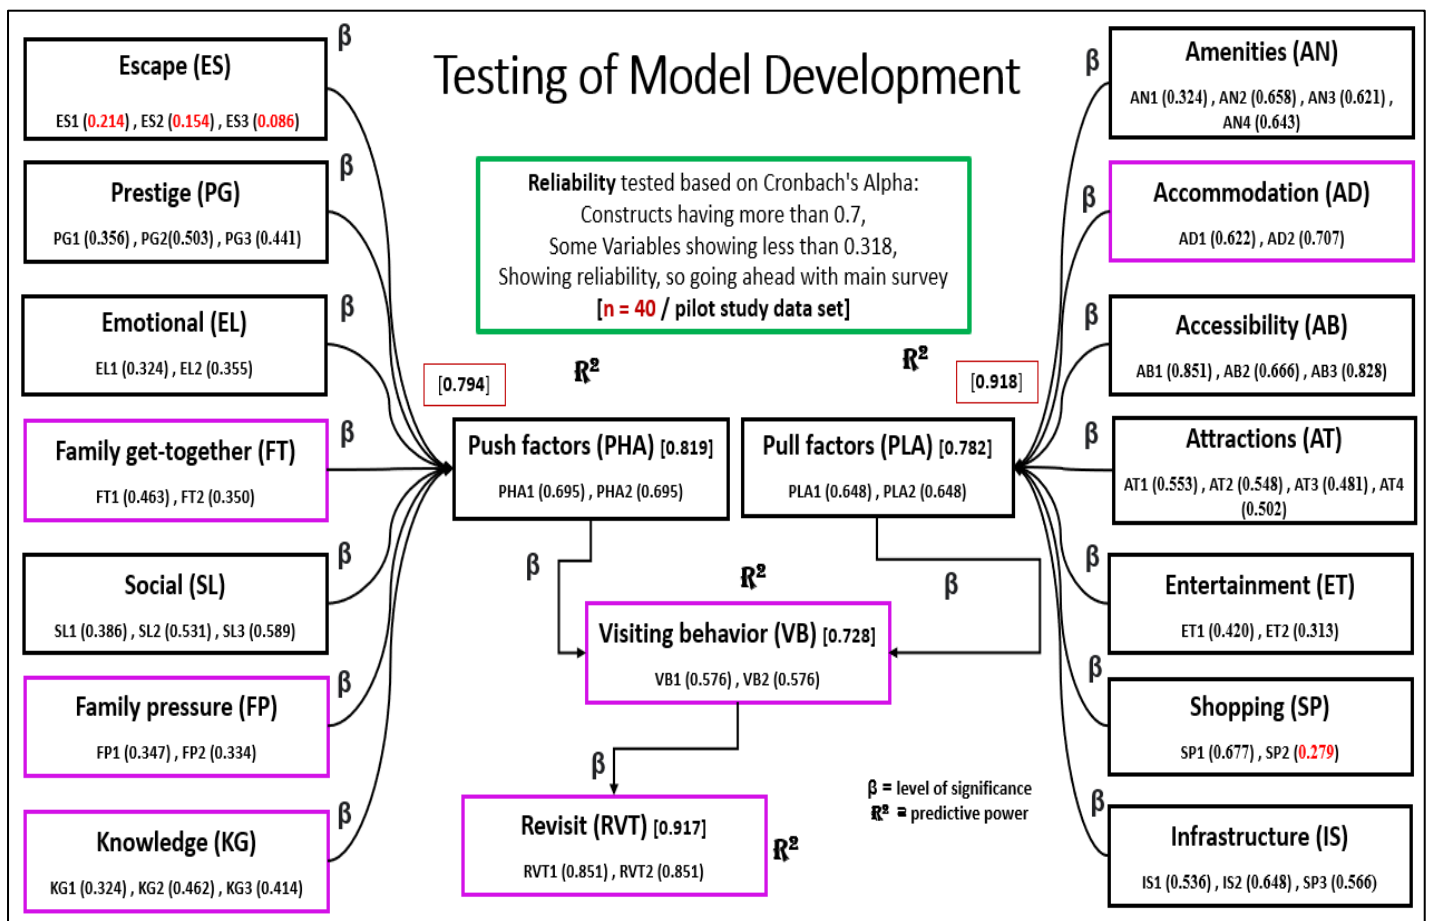 Testing of Model Development
β
Escape (ES)
ES1 (0.214) , ES2 (0.154) , ES3 (0.086)
β
Prestige (PG)
PG1 (0.356) , PG2(0.503) , PG3 (0.441)
β
Emotional (EL)
EL1 (0.324) , EL2 (0.355)
β
Family get-together (FT)
FT1 (0.463) , FT2 (0.350)
β
Social (SL)
SL1 (0.386) , SL2 (0.531) , SL3 (0.589)
β
Family pressure (FP)
FP1 (0.347) , FP2 (0.334)
β
Knowledge (KG)
KG1 (0.324) , KG2 (0.462) , KG3 (0.414)
Reliability tested based on Cronbach's Alpha:
Constructs having more than 0.7,
Some Variables showing less than 0.318,
Showing reliability, so going ahead with main survey
[n = 40 / pilot study data set]
R²
R²
[0.794]
[0.918]
Push factors (PHA) [0.819]
PHA1 (0.695) , PHA2 (0.695)
Pull factors (PLA) [0.782]
PLA1 (0.648) , PLA2 (0.648)
β
R²
β
Visiting behavior (VB) [0.728]
VB1 (0.576) , VB2 (0.576)
β
Revisit (RVT) [0.917]
RVT1 (0.851) , RVT2 (0.851)
R²
β = level of significance
R² = predictive power
β
Amenities (AN)
AN1 (0.324) , AN2 (0.658) , AN3 (0.621) ,
AN4 (0.643)
β
Accommodation (AD)
AD1 (0.622) , AD2 (0.707)
β
Accessibility (AB)
AB1 (0.851) , AB2 (0.666) , AB3 (0.828)
β
Attractions (AT)
AT1 (0.553) , AT2 (0.548) , AT3 (0.481) , AT4
(0.502)
β
Entertainment (ET)
ET1 (0.420) , ET2 (0.313)
β
Shopping (SP)
SP1 (0.677) , SP2 (0.279)
β
Infrastructure (IS)
IS1 (0.536) , IS2 (0.648) , SP3 (0.566)